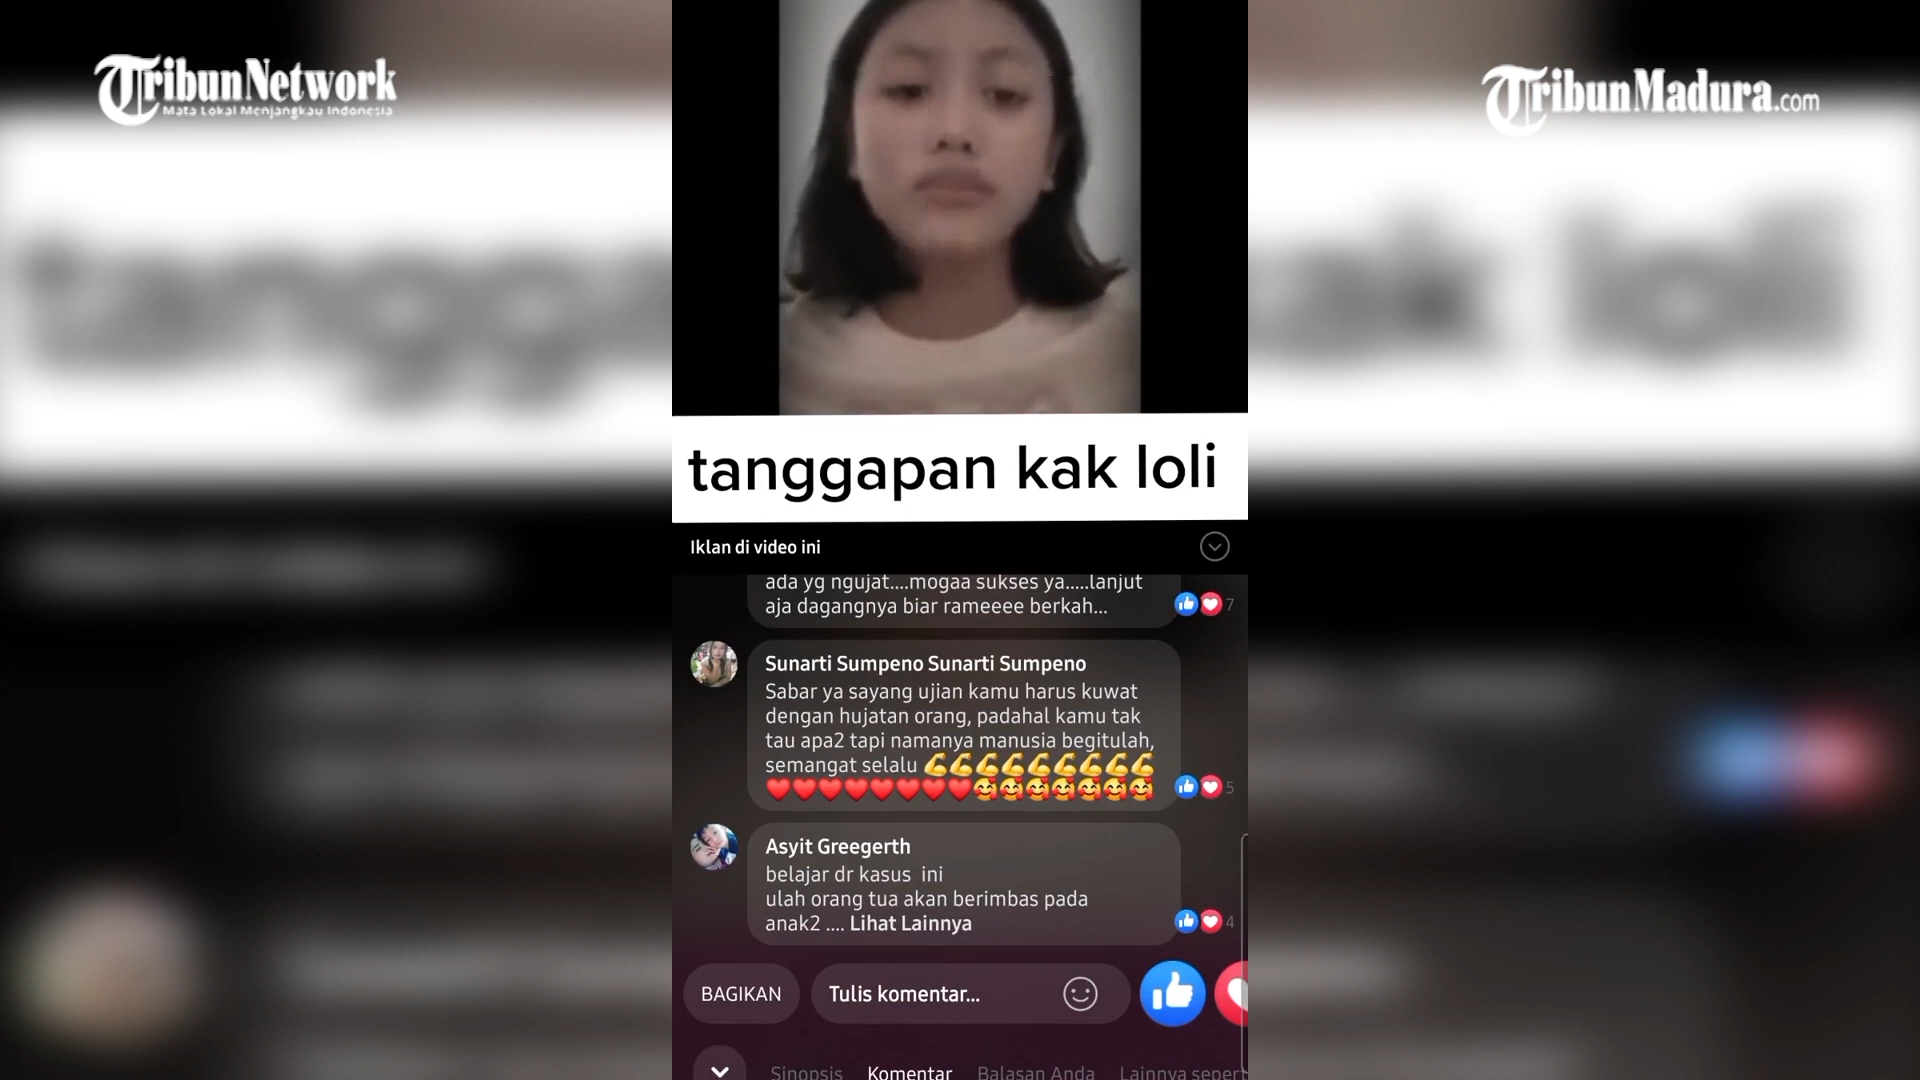 TribunNetwork
Mata Lokal Menjangkau Indonesia
TribunMadura.com
tanggapan kak loli
Iklan di video ini
ada yg ngujat....mogaa sukses ya.....lanjut
aja dagangnya biar rameeee berkah...
7
Sunarti Sumpeno Sunarti Sumpeno
Sabar ya sayang ujian kamu harus kuwat
dengan hujatan orang, padahal kamu tak
tau apa2 tapi namanya manusia begitulah,
semangat selalu 💪💪💪💪💪💪💪💪💪
❤️❤️❤️❤️❤️❤️❤️❤️🥰🥰🥰🥰🥰🥰🥰
5
Asyit Greegerth
belajar dr kasus ini
ulah orang tua akan berimbas pada
anak2 .... Lihat Lainnya
4
BAGIKAN
Tulis komentar...
Sinopsis Komentar Balasan Anda Lainnya sepert